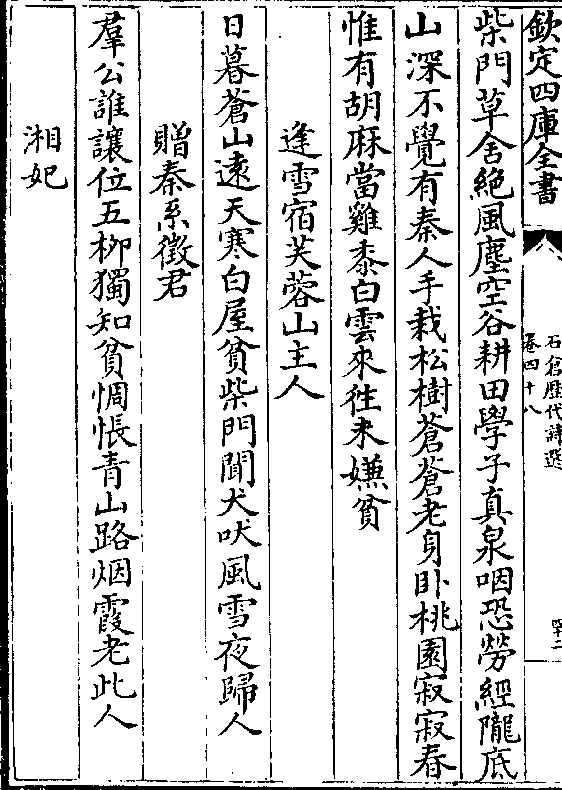 欽定四庫全書
石倉歷代詩選
卷四十八
四十二
柴門草舍絶風塵空谷耕田學子真泉咽恐勞經隴底
山深不覺有秦人手栽松樹蒼蒼老身卧桃園寂寂春
惟有胡麻當雞黍白雲來往未嫌貧
逢雪宿芙蓉山主人
日暮蒼山遠天寒白屋貧柴門聞犬吠風雪夜歸人
贈秦系徵君
羣公誰讓位五柳獨知貧惆悵青山路烟霞老此人
湘妃